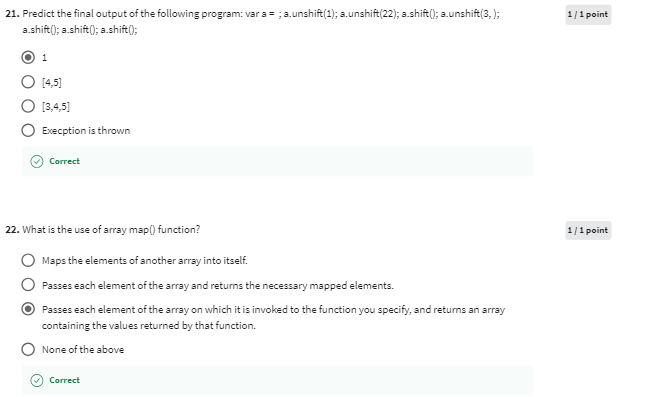 21. Predict the final output of the following program: var a = ; a.unshift(1); a.unshift(22); a.shift(); a.unshift(3, );
1 / 1 point
a.shift(); a.shift(); a.shift();
1
[4,5]
[3,4,5]
Execption is thrown
Correct
22. What is the use of array map() function?
1 / 1 point
Maps the elements of another array into itself.
Passes each element of the array and returns the necessary mapped elements.
Passes each element of the array on which it is invoked to the function you specify, and returns an array
containing the values returned by that function.
None of the above
Correct